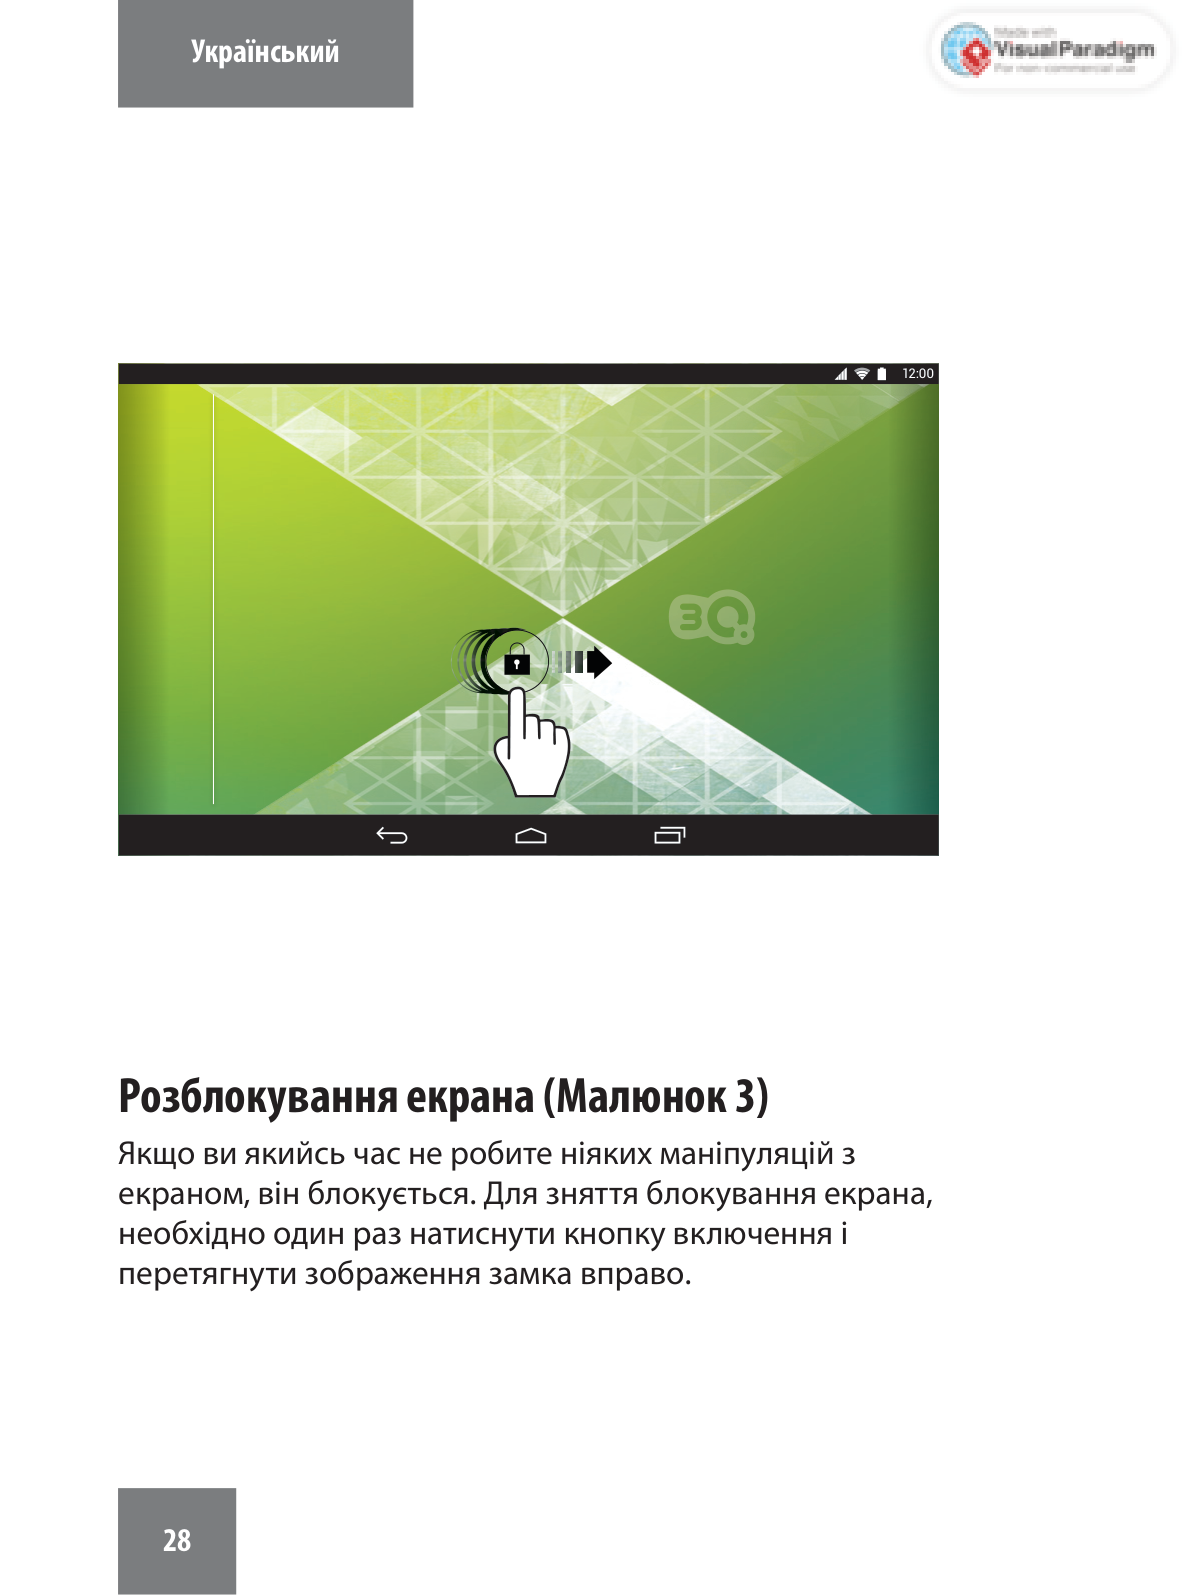 Український
Made with
Visual Paradigm
For non-commercial use
12:00
3Q
Розблокування екрана (Малюнок 3)
Якщо ви якийсь час не робите ніяких маніпуляцій з
екраном, він блокується. Для зняття блокування екрана,
необхідно один раз натиснути кнопку включення і
перетягнути зображення замка вправо.
28